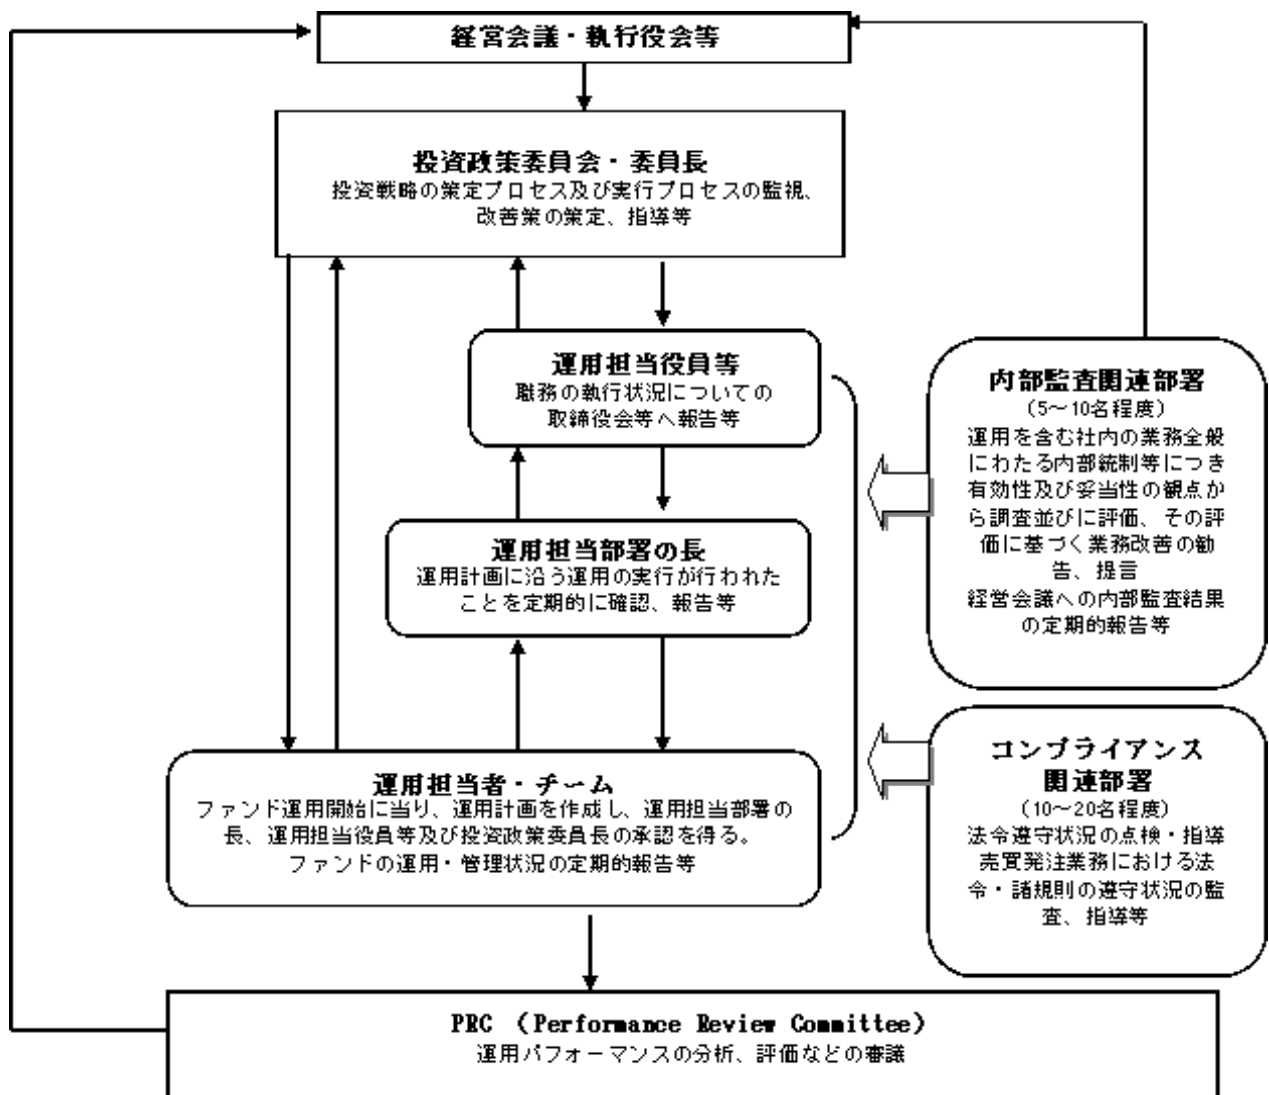 経営会議・執行役会等
投資政策委員会・委員長
投資戦略の策定プロセス及び実行プロセスの監視、
改善策の策定、指導等
運用担当役員等
職務の執行状況についての
取締役会等へ報告等
運用担当部署の長
運用計画に沿う運用の実行が行われた
ことを定期的に確認、報告等
運用担当者・チーム
ファンド運用開始に当り、運用計画を作成し、運用担当部署の
長、運用担当役員等及び投資政策委員長の承認を得る。
ファンドの運用・管理状況の定期的報告等
内部監査関連部署
（5～10名程度）
運用を含む社内の業務全般
にわたる内部統制等につき
有効性及び妥当性の観点か
ら調査並びに評価、その評
価に基づく業務改善の勧
告、提言
経営会議への内部監査結果
の定期的報告等
コンプライアンス
関連部署
（10～20名程度）
法令遵守状況の点検・指導
売買発注業務における法
令・諸規則の遵守状況の監
査、指導等
PRC （Performance Review Committee）
運用パフォーマンスの分析、評価などの審議